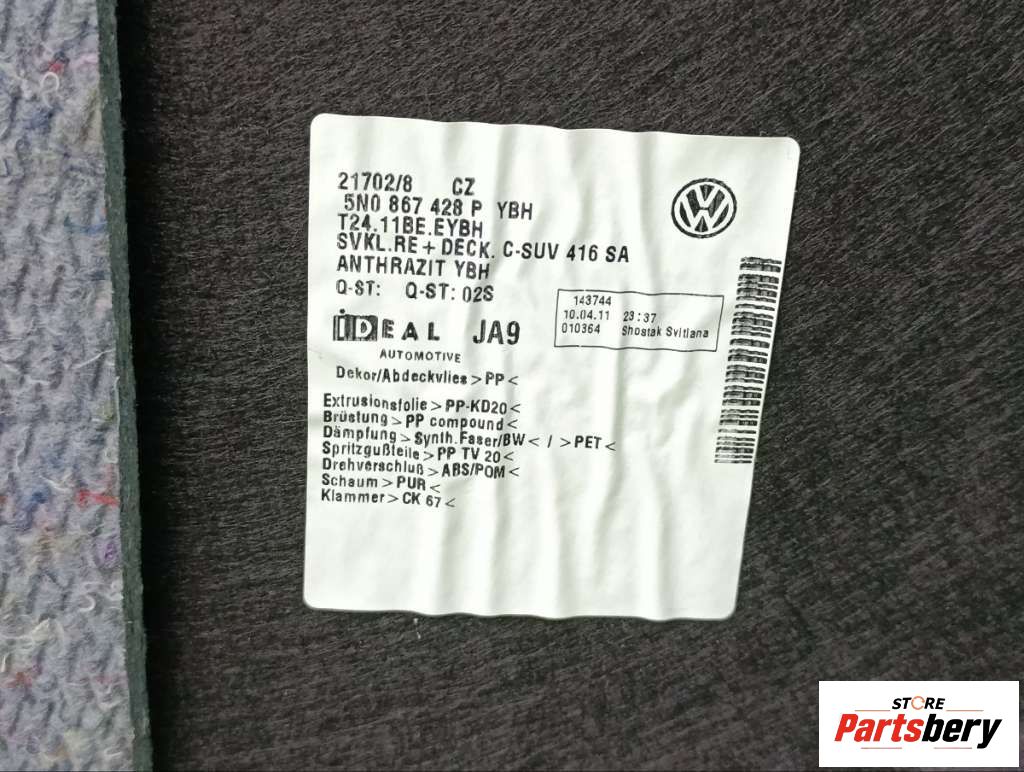 21702/8 CZ
5N0 867 428 P YBH
T24.11BE.EYBH
SVKL.RE + DECK. C-SUV 416 SA
ANTHRAZIT YBH
Q-ST: Q-ST: 02S
143744
10.04.11 23:37
010364 Shostak Svitlana
iDEAL JA9
AUTOMOTIVE
Dekor/Abdeckvlies > PP <
Extrusionsfolie > PP-KD20 <
Brüstung > PP compound <
Dämpfung > Synth.Faser/BW < / > PET <
Spritzgußteile > PP TV 20 <
Drehverschluß > ABS/POM <
Schaum > PUR <
Klammer > CK 67 <
STORE
Partsbery